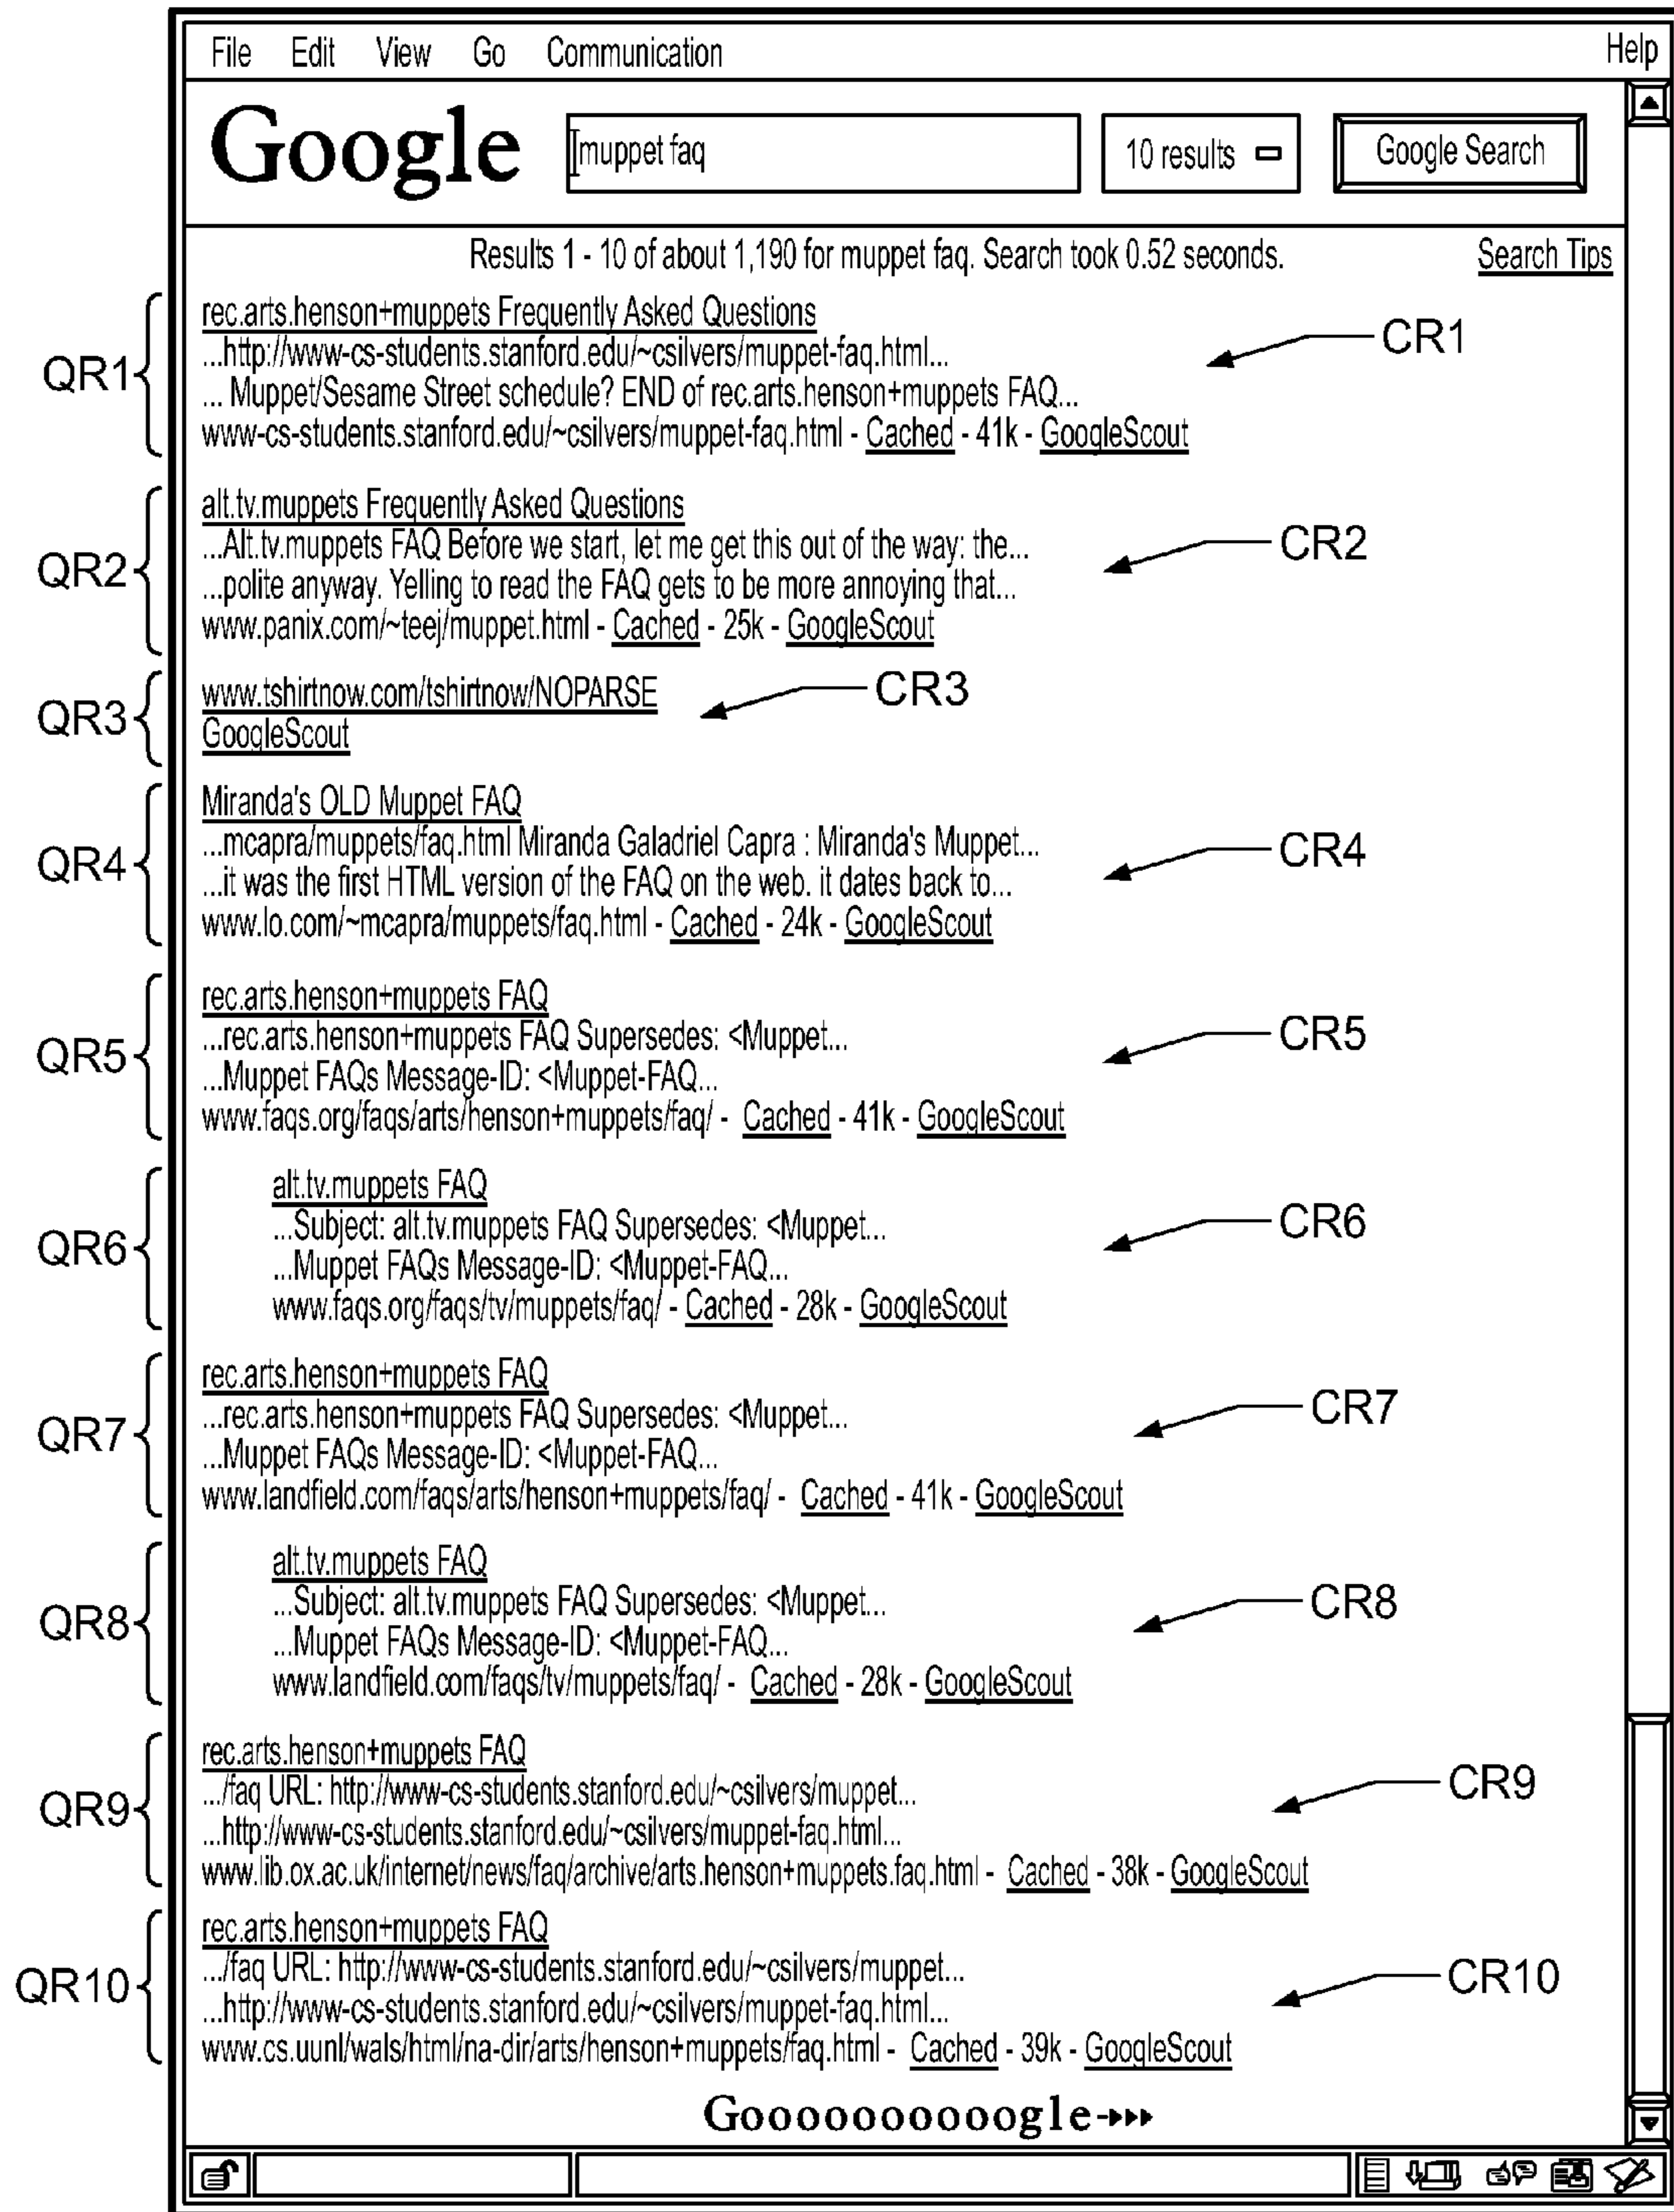 File Edit View Go Communication Help
Google muppet faq 10 results Google Search
Results 1 - 10 of about 1,190 for muppet faq. Search took 0.52 seconds. Search Tips
QR1
rec.arts.henson+muppets Frequently Asked Questions
...http://www-cs-students.stanford.edu/~csilvers/muppet-faq.html...
... Muppet/Sesame Street schedule? END of rec.arts.henson+muppets FAQ...
www-cs-students.stanford.edu/~csilvers/muppet-faq.html - Cached - 41k - GoogleScout
CR1
QR2
alt.tv.muppets Frequently Asked Questions
...Alt.tv.muppets FAQ Before we start, let me get this out of the way: the...
...polite anyway. Yelling to read the FAQ gets to be more annoying that...
www.panix.com/~teej/muppet.html - Cached - 25k - GoogleScout
CR2
QR3
www.tshirtnow.com/tshirtnow/NOPARSE
GoogleScout
CR3
QR4
Miranda's OLD Muppet FAQ
...mcapra/muppets/faq.html Miranda Galadriel Capra : Miranda's Muppet...
...it was the first HTML version of the FAQ on the web. it dates back to...
www.lo.com/~mcapra/muppets/faq.html - Cached - 24k - GoogleScout
CR4
QR5
rec.arts.henson+muppets FAQ
...rec.arts.henson+muppets FAQ Supersedes: <Muppet...
...Muppet FAQs Message-ID: <Muppet-FAQ...
www.faqs.org/faqs/arts/henson+muppets/faq/ - Cached - 41k - GoogleScout
CR5
QR6
alt.tv.muppets FAQ
...Subject: alt.tv.muppets FAQ Supersedes: <Muppet...
...Muppet FAQs Message-ID: <Muppet-FAQ...
www.faqs.org/faqs/tv/muppets/faq/ - Cached - 28k - GoogleScout
CR6
QR7
rec.arts.henson+muppets FAQ
...rec.arts.henson+muppets FAQ Supersedes: <Muppet...
...Muppet FAQs Message-ID: <Muppet-FAQ...
www.landfield.com/faqs/arts/henson+muppets/faq/ - Cached - 41k - GoogleScout
CR7
QR8
alt.tv.muppets FAQ
...Subject: alt.tv.muppets FAQ Supersedes: <Muppet...
...Muppet FAQs Message-ID: <Muppet-FAQ...
www.landfield.com/faqs/tv/muppets/faq/ - Cached - 28k - GoogleScout
CR8
QR9
rec.arts.henson+muppets FAQ
.../faq URL: http://www-cs-students.stanford.edu/~csilvers/muppet...
...http://www-cs-students.stanford.edu/~csilvers/muppet-faq.html...
www.lib.ox.ac.uk/internet/news/faq/archive/arts.henson+muppets.faq.html - Cached - 38k - GoogleScout
CR9
QR10
rec.arts.henson+muppets FAQ
.../faq URL: http://www-cs-students.stanford.edu/~csilvers/muppet...
...http://www-cs-students.stanford.edu/~csilvers/muppet-faq.html...
www.cs.uunl/wals/html/na-dir/arts/henson+muppets/faq.html - Cached - 39k - GoogleScout
CR10
Goooooooooogle